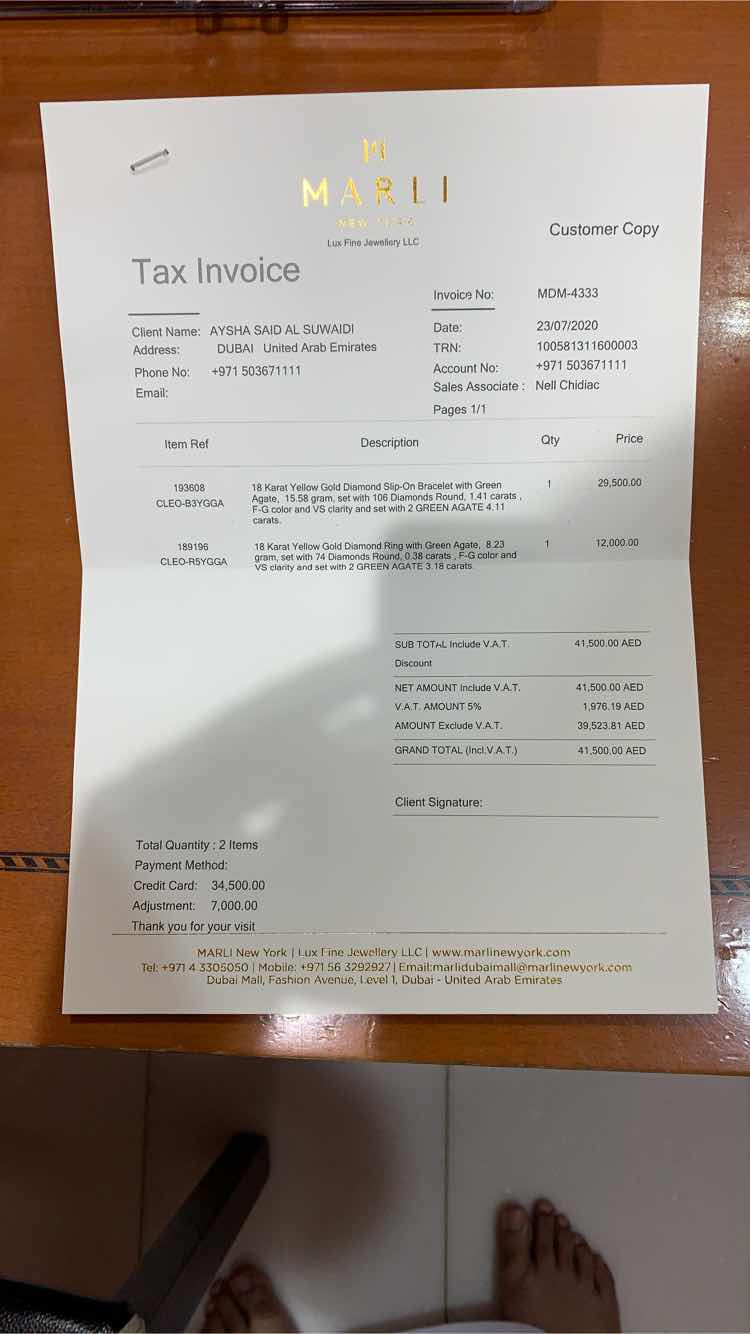 MARLI
NEW YORK
Lux Fine Jewellery LLC
Customer Copy
Tax Invoice
Invoice No: MDM-4333
Client Name: AYSHA SAID AL SUWAIDI
Date: 23/07/2020
Address: DUBAI United Arab Emirates
TRN: 100581311600003
Phone No: +971 503671111
Account No: +971 503671111
Email:
Sales Associate : Nell Chidiac
Pages 1/1
Item Ref Description Qty Price
193608
CLEO-B3YGGA
18 Karat Yellow Gold Diamond Slip-On Bracelet with Green
Agate, 15.58 gram, set with 106 Diamonds Round, 1.41 carats ,
F-G color and VS clarity and set with 2 GREEN AGATE 4.11
carats.
1 29,500.00
189196
CLEO-R5YGGA
18 Karat Yellow Gold Diamond Ring with Green Agate, 8.23
gram, set with 74 Diamonds Round, 0.38 carats , F-G color and
VS clarity and set with 2 GREEN AGATE 3.18 carats.
1 12,000.00
SUB TOTAL Include V.A.T. 41,500.00 AED
Discount
NET AMOUNT Include V.A.T. 41,500.00 AED
V.A.T. AMOUNT 5% 1,976.19 AED
AMOUNT Exclude V.A.T. 39,523.81 AED
GRAND TOTAL (Incl.V.A.T.) 41,500.00 AED
Client Signature:
Total Quantity : 2 Items
Payment Method:
Credit Card: 34,500.00
Adjustment: 7,000.00
Thank you for your visit
MARLI New York | Lux Fine Jewellery LLC | www.marlinewyork.com
Tel: +971 4 3305050 | Mobile: +971 56 3292927 | Email:marlidubaimall@marlinewyork.com
Dubai Mall, Fashion Avenue, Level 1, Dubai - United Arab Emirates